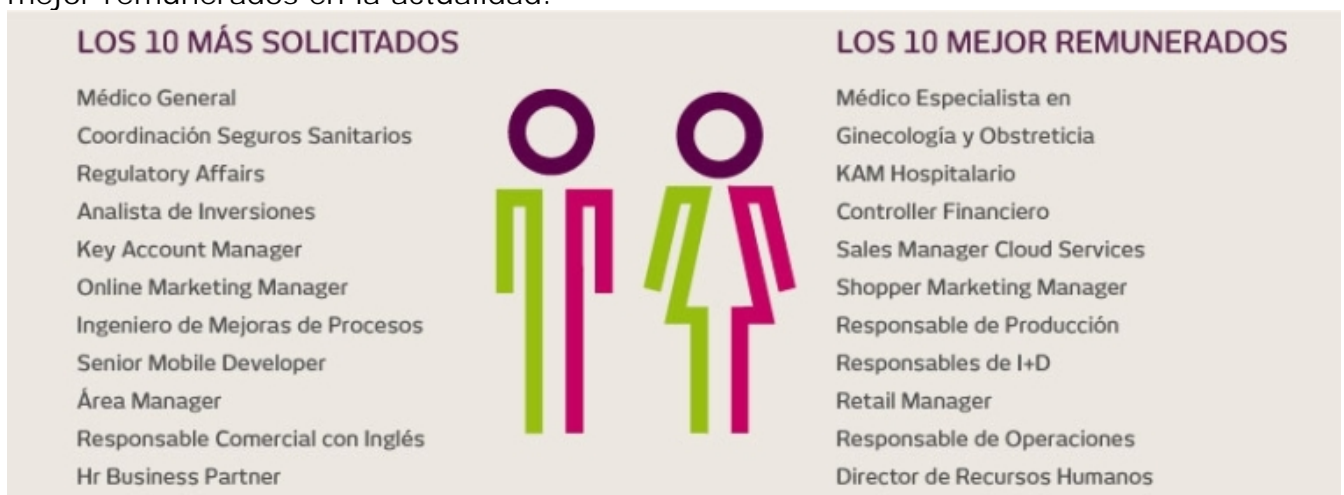 mejor remunerados en la actualidad.
LOS 10 MÁS SOLICITADOS
Médico General
Coordinación Seguros Sanitarios
Regulatory Affairs
Analista de Inversiones
Key Account Manager
Online Marketing Manager
Ingeniero de Mejoras de Procesos
Senior Mobile Developer
Área Manager
Responsable Comercial con Inglés
Hr Business Partner
LOS 10 MEJOR REMUNERADOS
Médico Especialista en
Ginecología y Obstreticia
KAM Hospitalario
Controller Financiero
Sales Manager Cloud Services
Shopper Marketing Manager
Responsable de Producción
Responsables de I+D
Retail Manager
Responsable de Operaciones
Director de Recursos Humanos